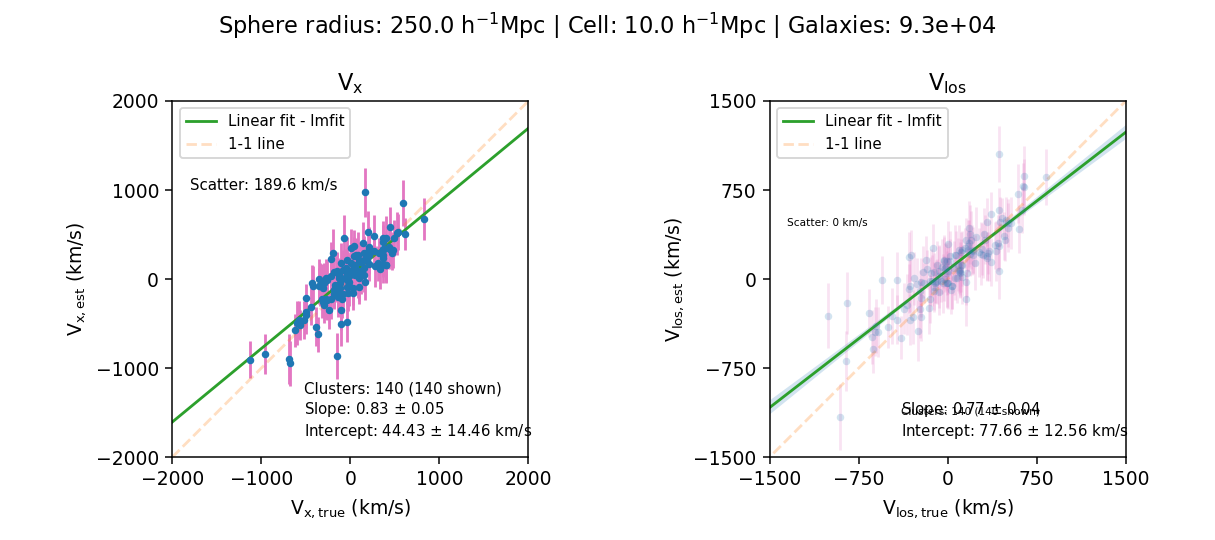 Sphere radius: 250.0 h⁻¹Mpc | Cell: 10.0 h⁻¹Mpc | Galaxies: 9.3e+04
Vₓ
2000
1000
0
−1000
−2000
−2000
−1000
0
1000
2000
Vx, est (km/s)
Vx, true (km/s)
Linear fit - lmfit
1-1 line
Scatter: 189.6 km/s
Clusters: 140 (140 shown)
Slope: 0.83 ± 0.05
Intercept: 44.43 ± 14.46 km/s
Vlos
1500
750
0
−750
−1500
−1500
−750
0
750
1500
Vlos, est (km/s)
Vlos, true (km/s)
Linear fit - lmfit
1-1 line
Scatter: 0 km/s
Clusters: 140 (140 shown)
Slope: 0.77 ± 0.04
Intercept: 77.66 ± 12.56 km/s